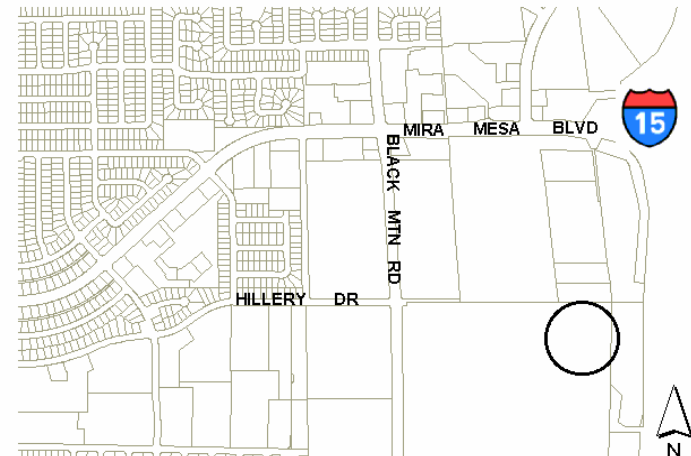 MIRA MESA BLVD
15
BLACK MTN RD
HILLERY DR
N